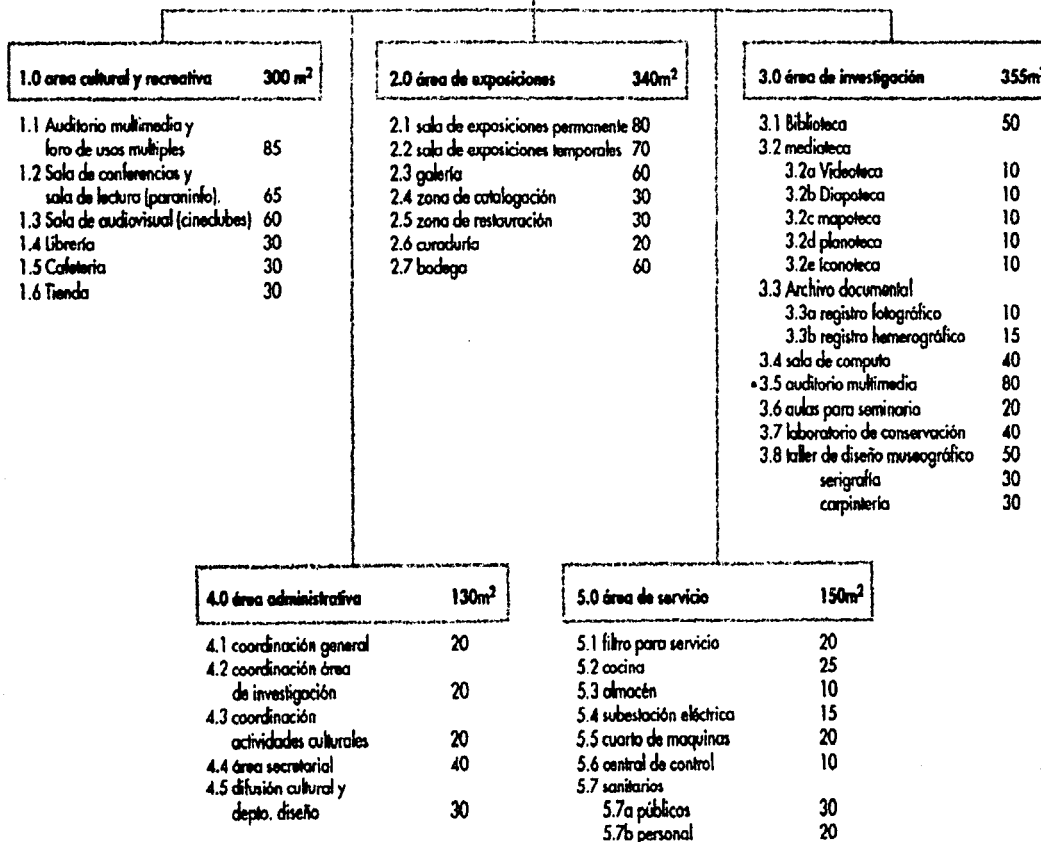 1.0 area cultural y recreativa 300 m²
1.1 Auditorio multimedia y
foro de usos multiples 85
1.2 Sala de conferencias y
sala de lectura (paraninfo). 65
1.3 Sala de audiovisual (cineclubes) 60
1.4 Librería 30
1.5 Cafeteria 30
1.6 Tienda 30
2.0 área de exposiciones 340m²
2.1 sala de exposiciones permanente 80
2.2 sala de exposiciones temporales 70
2.3 galería 60
2.4 zona de catalogación 30
2.5 zona de restauración 30
2.6 curaduría 20
2.7 bodega 60
3.0 área de investigación 355m²
3.1 Biblioteca 50
3.2 mediateca
3.2a Videoteca 10
3.2b Diapoteca 10
3.2c mapoteca 10
3.2d planoteca 10
3.2e Iconoteca 10
3.3 Archivo documental
3.3a registro fotográfico 10
3.3b registro hemerográfico 15
3.4 sala de computo 40
•3.5 auditorio multimedia 80
3.6 aulas para seminario 20
3.7 laboratorio de conservación 40
3.8 taller de diseño museográfico 50
serigrafía 30
carpintería 30
4.0 área administrativa 130m²
4.1 coordinación general 20
4.2 coordinación área
de investigación 20
4.3 coordinación
actividades culturales 20
4.4 área secretarial 40
4.5 difusión cultural y
depto. diseño 30
5.0 área de servicio 150m²
5.1 filtro para servicio 20
5.2 cocina 25
5.3 almacén 10
5.4 subestación eléctrica 15
5.5 cuarto de maquinas 20
5.6 central de control 10
5.7 sanitarios
5.7a públicos 30
5.7b personal 20